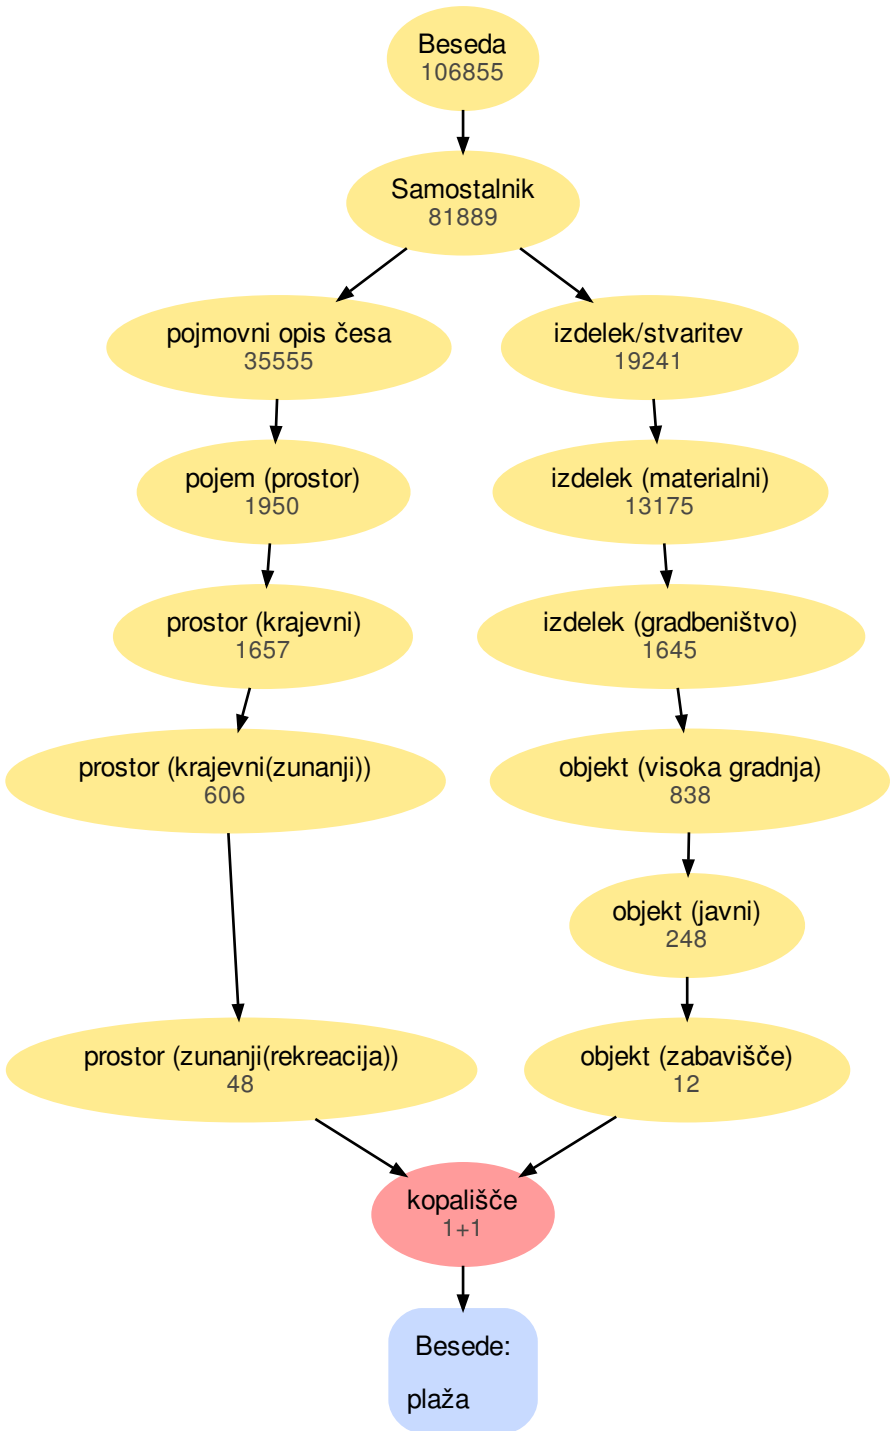 Beseda
106855
Samostalnik
81889
pojmovni opis česa
35555
izdelek/stvaritev
19241
pojem (prostor)
1950
izdelek (materialni)
13175
prostor (krajevni)
1657
izdelek (gradbeništvo)
1645
prostor (krajevni(zunanji))
606
objekt (visoka gradnja)
838
objekt (javni)
248
prostor (zunanji(rekreacija))
48
objekt (zabavišče)
12
kopališče
1+1
Besede:
plaža